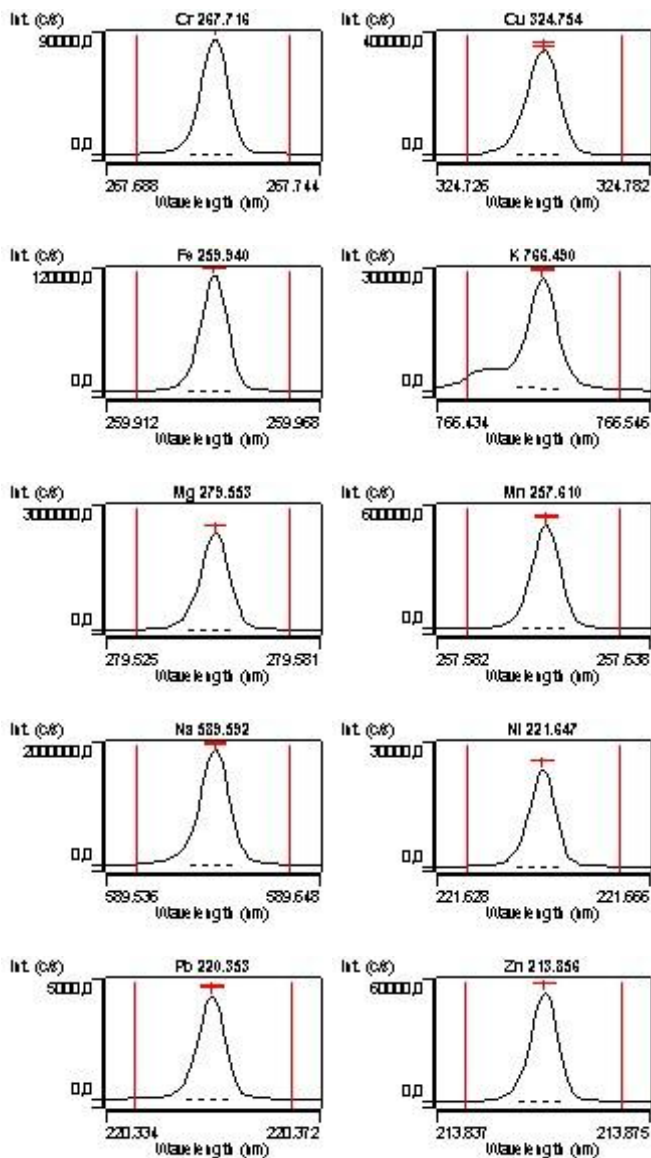 Int. (c/s)
Cr 267.716
90000,0
0,0
267.688
267.744
Wavelength (nm)
Int. (c/s)
Cu 324.754
400000,0
0,0
324.726
324.782
Wavelength (nm)
Int. (c/s)
Fe 259.940
120000,0
0,0
259.912
259.968
Wavelength (nm)
Int. (c/s)
K 766.490
300000,0
0,0
766.434
766.546
Wavelength (nm)
Int. (c/s)
Mg 279.553
3000000,0
0,0
279.525
279.581
Wavelength (nm)
Int. (c/s)
Mn 257.610
600000,0
0,0
257.582
257.638
Wavelength (nm)
Int. (c/s)
Na 589.592
2000000,0
0,0
589.536
589.648
Wavelength (nm)
Int. (c/s)
Ni 221.647
30000,0
0,0
221.628
221.666
Wavelength (nm)
Int. (c/s)
Pb 220.353
5000,0
0,0
220.334
220.372
Wavelength (nm)
Int. (c/s)
Zn 213.856
60000,0
0,0
213.837
213.875
Wavelength (nm)